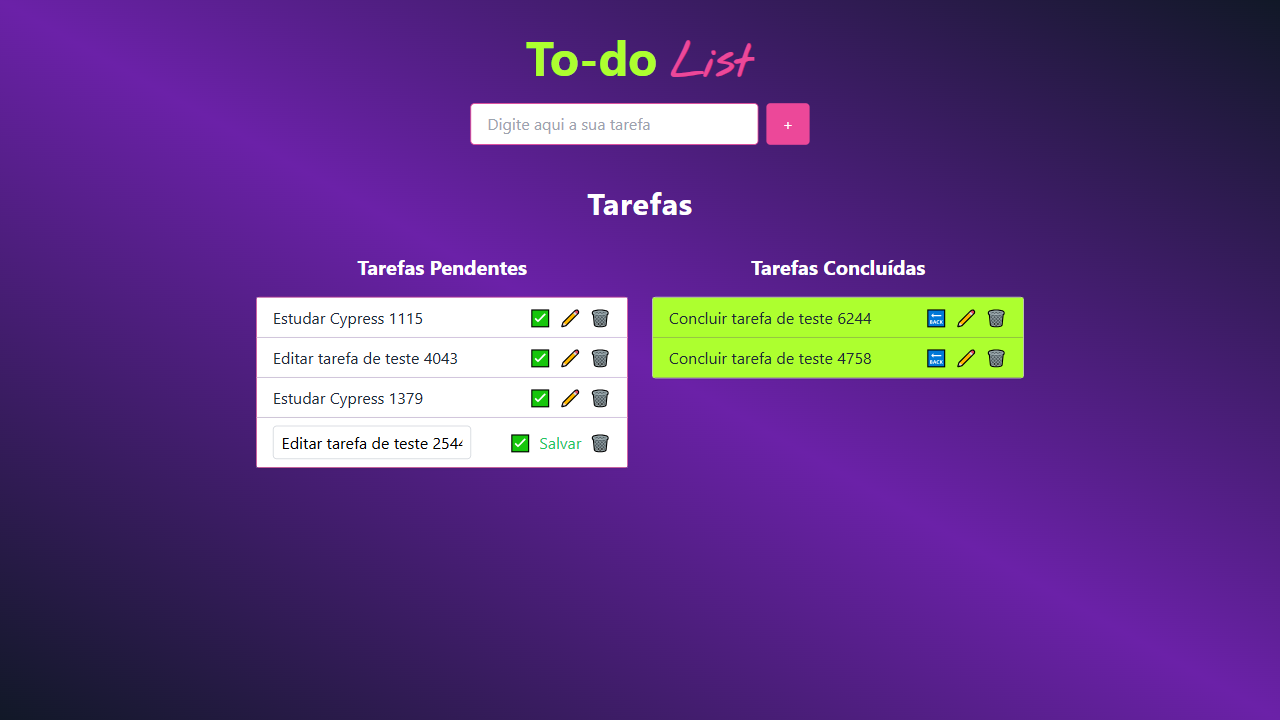 To-do List
Digite aqui a sua tarefa
+
Tarefas
Tarefas Pendentes
Estudar Cypress 1115
Editar tarefa de teste 4043
Estudar Cypress 1379
Editar tarefa de teste 2544
Salvar
Tarefas Concluídas
Concluir tarefa de teste 6244
BACK
Concluir tarefa de teste 4758
BACK